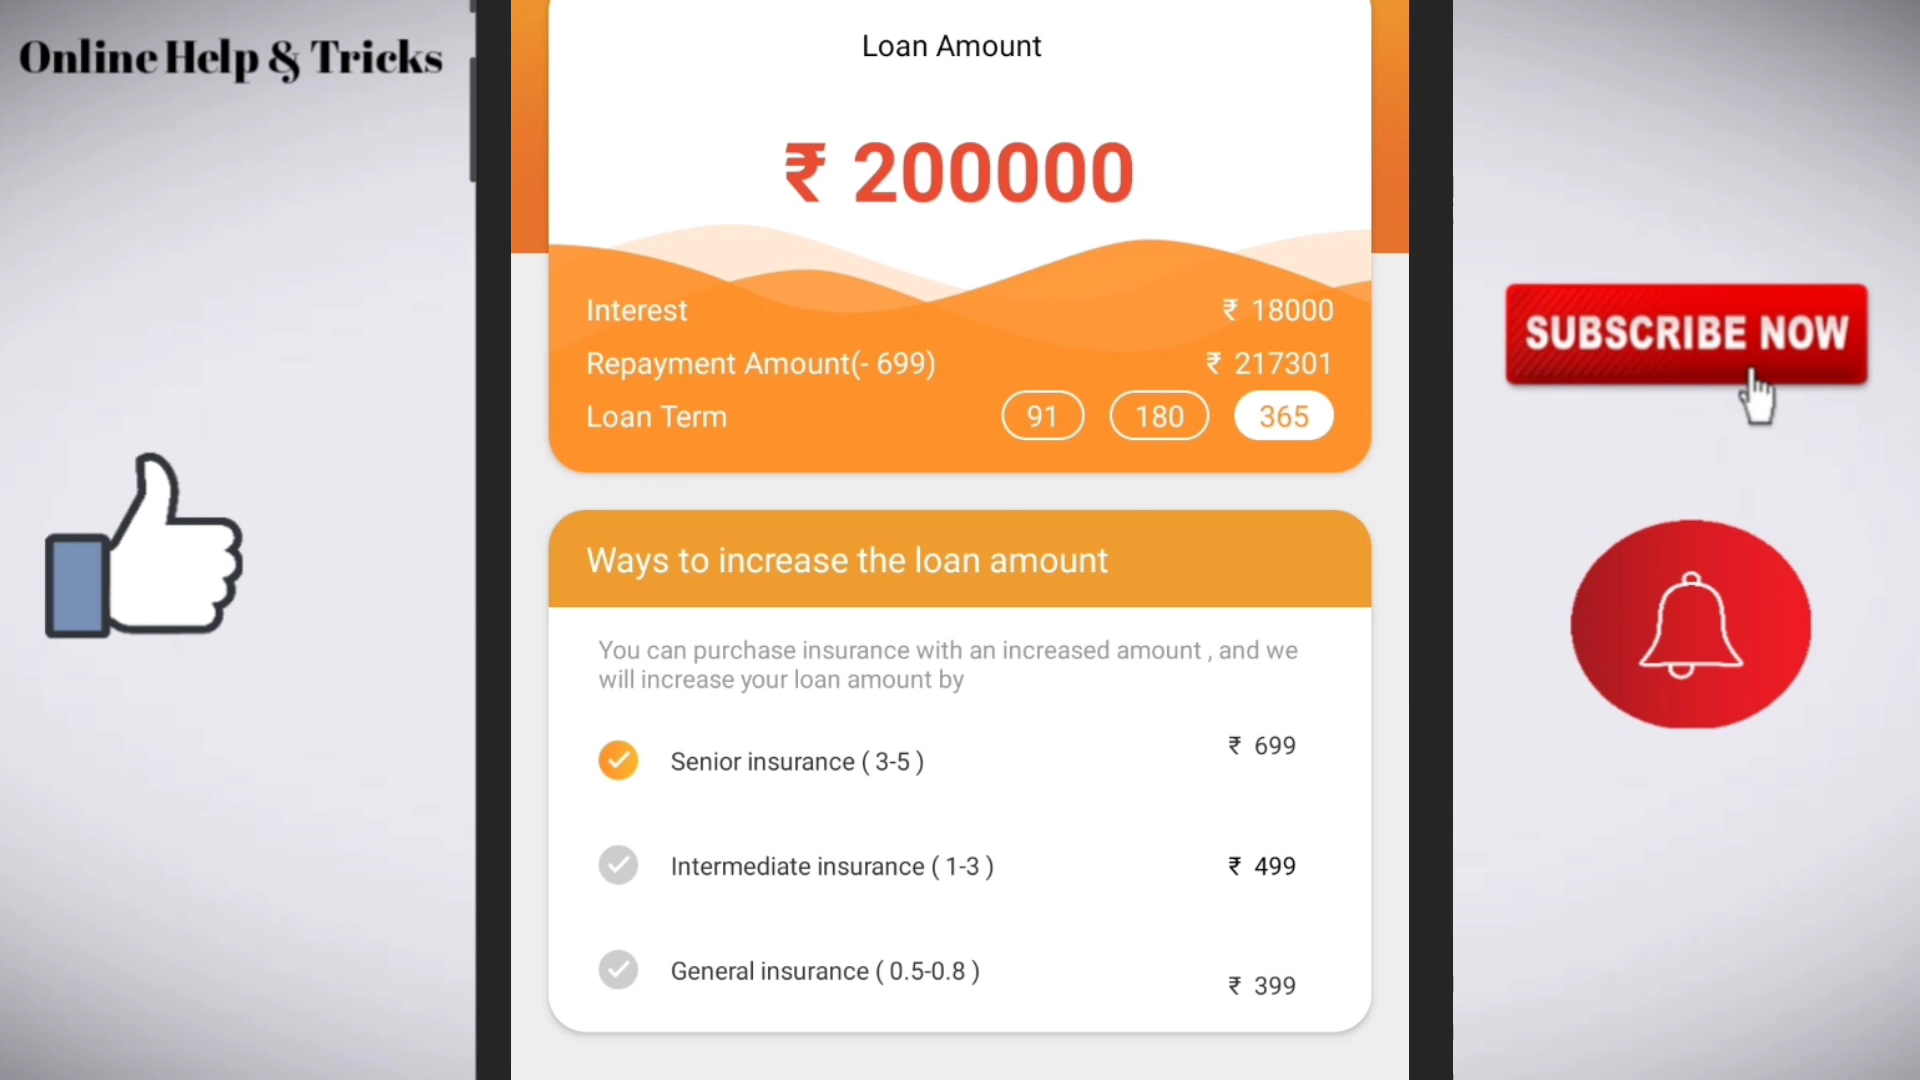 Online Help & Tricks
Loan Amount
₹ 200000
Interest ₹ 18000
Repayment Amount(- 699) ₹ 217301
Loan Term 91 180 365
SUBSCRIBE NOW
Ways to increase the loan amount
You can purchase insurance with an increased amount , and we
will increase your loan amount by
Senior insurance ( 3-5 ) ₹ 699
Intermediate insurance ( 1-3 ) ₹ 499
General insurance ( 0.5-0.8 ) ₹ 399